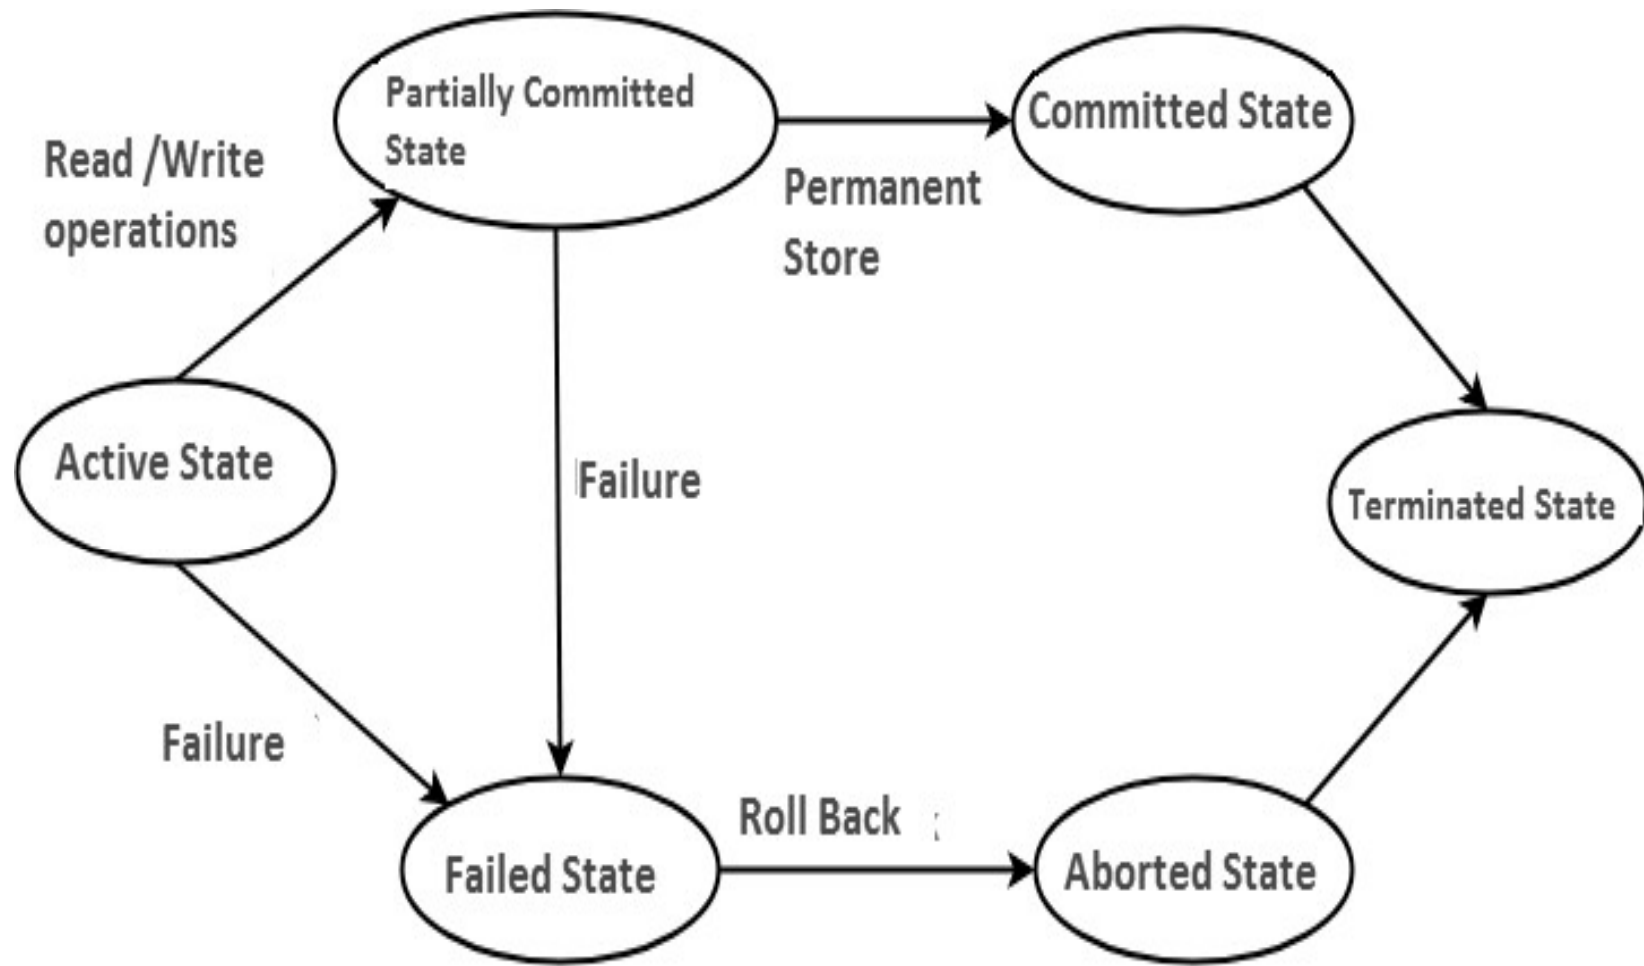 Partially Committed
State
Committed State
Read /Write
operations
Permanent
Store
Active State
Failure
Terminated State
Failure
Roll Back
Failed State
Aborted State